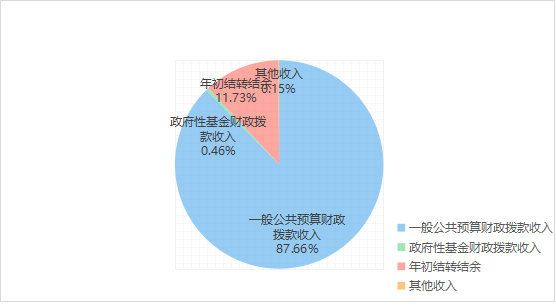 其他收入
0.15%
年初结转结余
11.73%
政府性基金财政拨
款收入
0.46%
一般公共预算财政
拨款收入
87.66%
一般公共预算财政拨款收入
政府性基金财政拨款收入
年初结转结余
其他收入